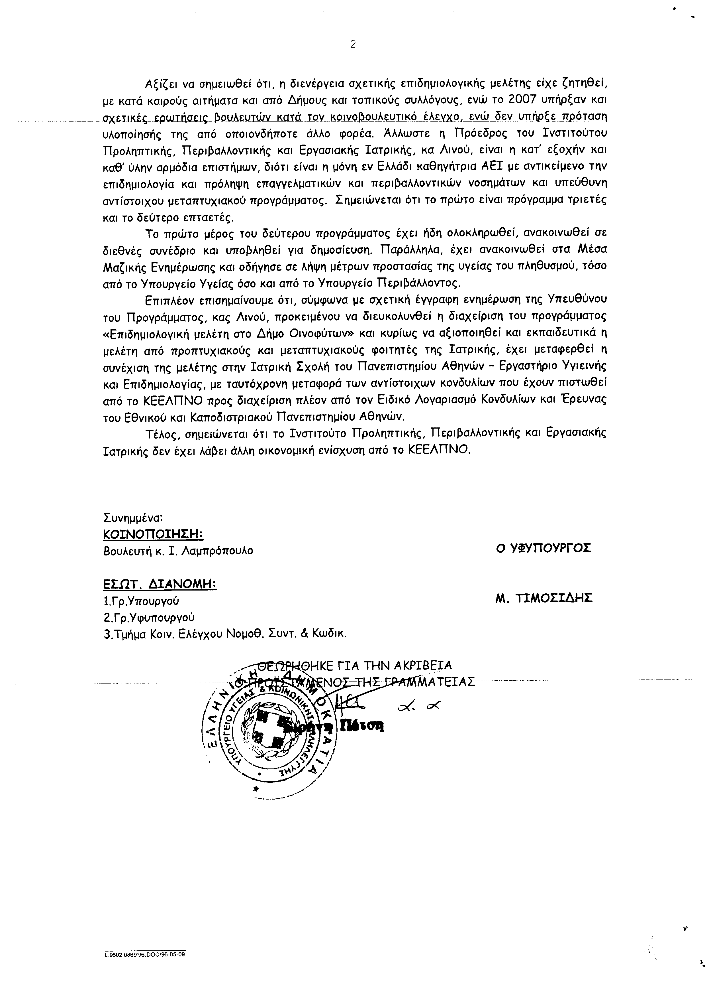 2
Αξίζει να σημειωθεί ότι, η διενέργεια σχετικής επιδημιολογικής μελέτης είχε ζητηθεί,
με κατά καιρούς αιτήματα και από Δήμους και τοπικούς συλλόγους, ενώ το 2007 υπήρξαν και
σχετικές ερωτήσεις βουλευτών κατά τον κοινοβουλευτικό έλεγχο, ενώ δεν υπήρξε πρόταση
υλοποίησής της από οποιονδήποτε άλλο φορέα. Άλλωστε η Πρόεδρος του Ινστιτούτου
Προληπτικής, Περιβαλλοντικής και Εργασιακής Ιατρικής, κα Λινού, είναι η κατ' εξοχήν και
καθ' ύλην αρμόδια επιστήμων, διότι είναι η μόνη εν Ελλάδι καθηγήτρια ΑΕΙ με αντικείμενο την
επιδημιολογία και πρόληψη επαγγελματικών και περιβαλλοντικών νοσημάτων και υπεύθυνη
αντίστοιχου μεταπτυχιακού προγράμματος. Σημειώνεται ότι το πρώτο είναι πρόγραμμα τριετές
και το δεύτερο επταετές.
Το πρώτο μέρος του δεύτερου προγράμματος έχει ήδη ολοκληρωθεί, ανακοινωθεί σε
διεθνές συνέδριο και υποβληθεί για δημοσίευση. Παράλληλα, έχει ανακοινωθεί στα Μέσα
Μαζικής Ενημέρωσης και οδήγησε σε λήψη μέτρων προστασίας της υγείας του πληθυσμού, τόσο
από το Υπουργείο Υγείας όσο και από το Υπουργείο Περιβάλλοντος.
Επιπλέον επισημαίνουμε ότι, σύμφωνα με σχετική έγγραφη ενημέρωση της Υπευθύνου
του Προγράμματος, κας Λινού, προκειμένου να διευκολυνθεί η διαχείριση του προγράμματος
«Επιδημιολογική μελέτη στο Δήμο Οινοφύτων» και κυρίως να αξιοποιηθεί και εκπαιδευτικά η
μελέτη από προπτυχιακούς και μεταπτυχιακούς φοιτητές της Ιατρικής, έχει μεταφερθεί η
συνέχιση της μελέτης στην Ιατρική Σχολή του Πανεπιστημίου Αθηνών – Εργαστήριο Υγιεινής
και Επιδημιολογίας, με ταυτόχρονη μεταφορά των αντίστοιχων κονδυλίων που έχουν πιστωθεί
από το ΚΕΕΛΠΝΟ προς διαχείριση πλέον από τον Ειδικό Λογαριασμό Κονδυλίων και Έρευνας
του Εθνικού και Καποδιστριακού Πανεπιστημίου Αθηνών.
Τέλος, σημειώνεται ότι το Ινστιτούτο Προληπτικής, Περιβαλλοντικής και Εργασιακής
Ιατρικής δεν έχει λάβει άλλη οικονομική ενίσχυση από το ΚΕΕΛΠΝΟ.
Συνημμένα:
ΚΟΙΝΟΠΟΙΗΣΗ:
Βουλευτή κ. Ι. Λαμπρόπουλο
Ο ΥΦΥΠΟΥΡΓΟΣ
ΕΣΩΤ. ΔΙΑΝΟΜΗ:
1.Γρ.Υπουργού
Μ. ΤΙΜΟΣΙΔΗΣ
2.Γρ.Υφυπουργού
3.Τμήμα Κοιν. Ελέγχου Νομοθ. Συντ. & Κωδικ.
ΘΕΩΡΗΘΗΚΕ ΓΙΑ ΤΗΝ ΑΚΡΙΒΕΙΑ
Ο ΠΡΟΪΣΤΑΜΕΝΟΣ ΤΗΣ ΓΡΑΜΜΑΤΕΙΑΣ
α. α
Πάτση
ΕΛΛΗΝΙΚΗ ΔΗΜΟΚΡΑΤΙΑ
ΥΠΟΥΡΓΕΙΟ ΥΓΕΙΑΣ & ΚΟΙΝΩΝΙΚΗΣ ΑΛΛΗΛΕΓΓΥΗΣ
L.9602.0869'96.DOC/96-05-09